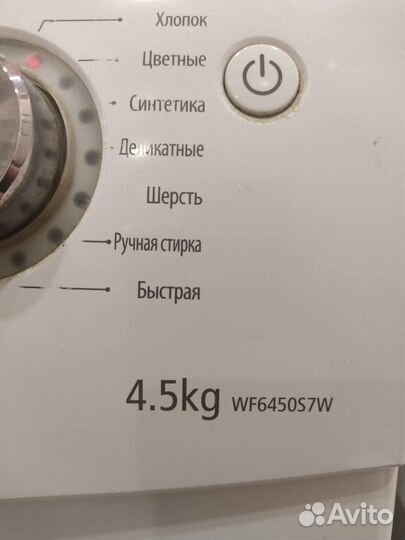 Хлопок
Цветные
Синтетика
Деликатные
Шерсть
Ручная стирка
Быстрая
4.5kg WF6450S7W
Avito